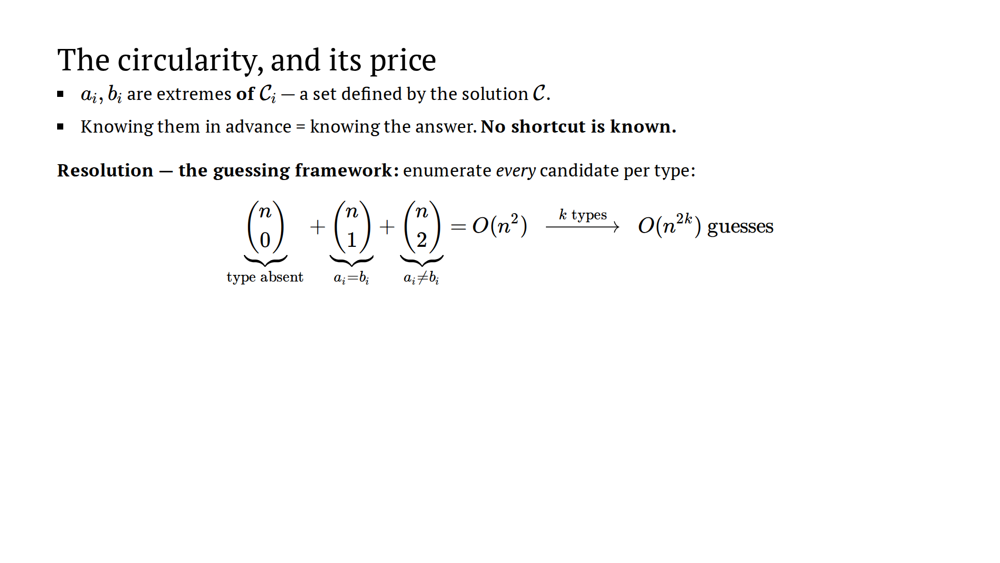 The circularity, and its price
▪ $a_i, b_i$ are extremes of $\mathcal{C}_i$ — a set defined by the solution $\mathcal{C}$.
▪ Knowing them in advance = knowing the answer. No shortcut is known.
Resolution — the guessing framework: enumerate every candidate per type:
$\underbrace{\binom{n}{0}}_{\text{type absent}} + \underbrace{\binom{n}{1}}_{a_i = b_i} + \underbrace{\binom{n}{2}}_{a_i \neq b_i} = O(n^2) \xrightarrow{k \text{ types}} O(n^{2k}) \text{ guesses}$